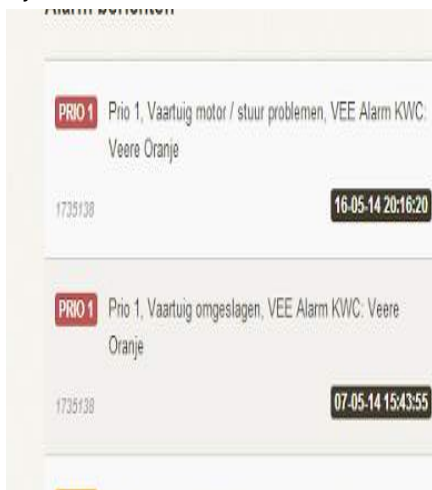 Alarm berichten
PRIO 1 Prio 1, Vaartuig motor / stuur problemen, VEE Alarm KWC:
Veere Oranje
1735138 16-05-14 20:16:20
PRIO 1 Prio 1, Vaartuig omgeslagen, VEE Alarm KWC: Veere
Oranje
1735138 07-05-14 15:43:55